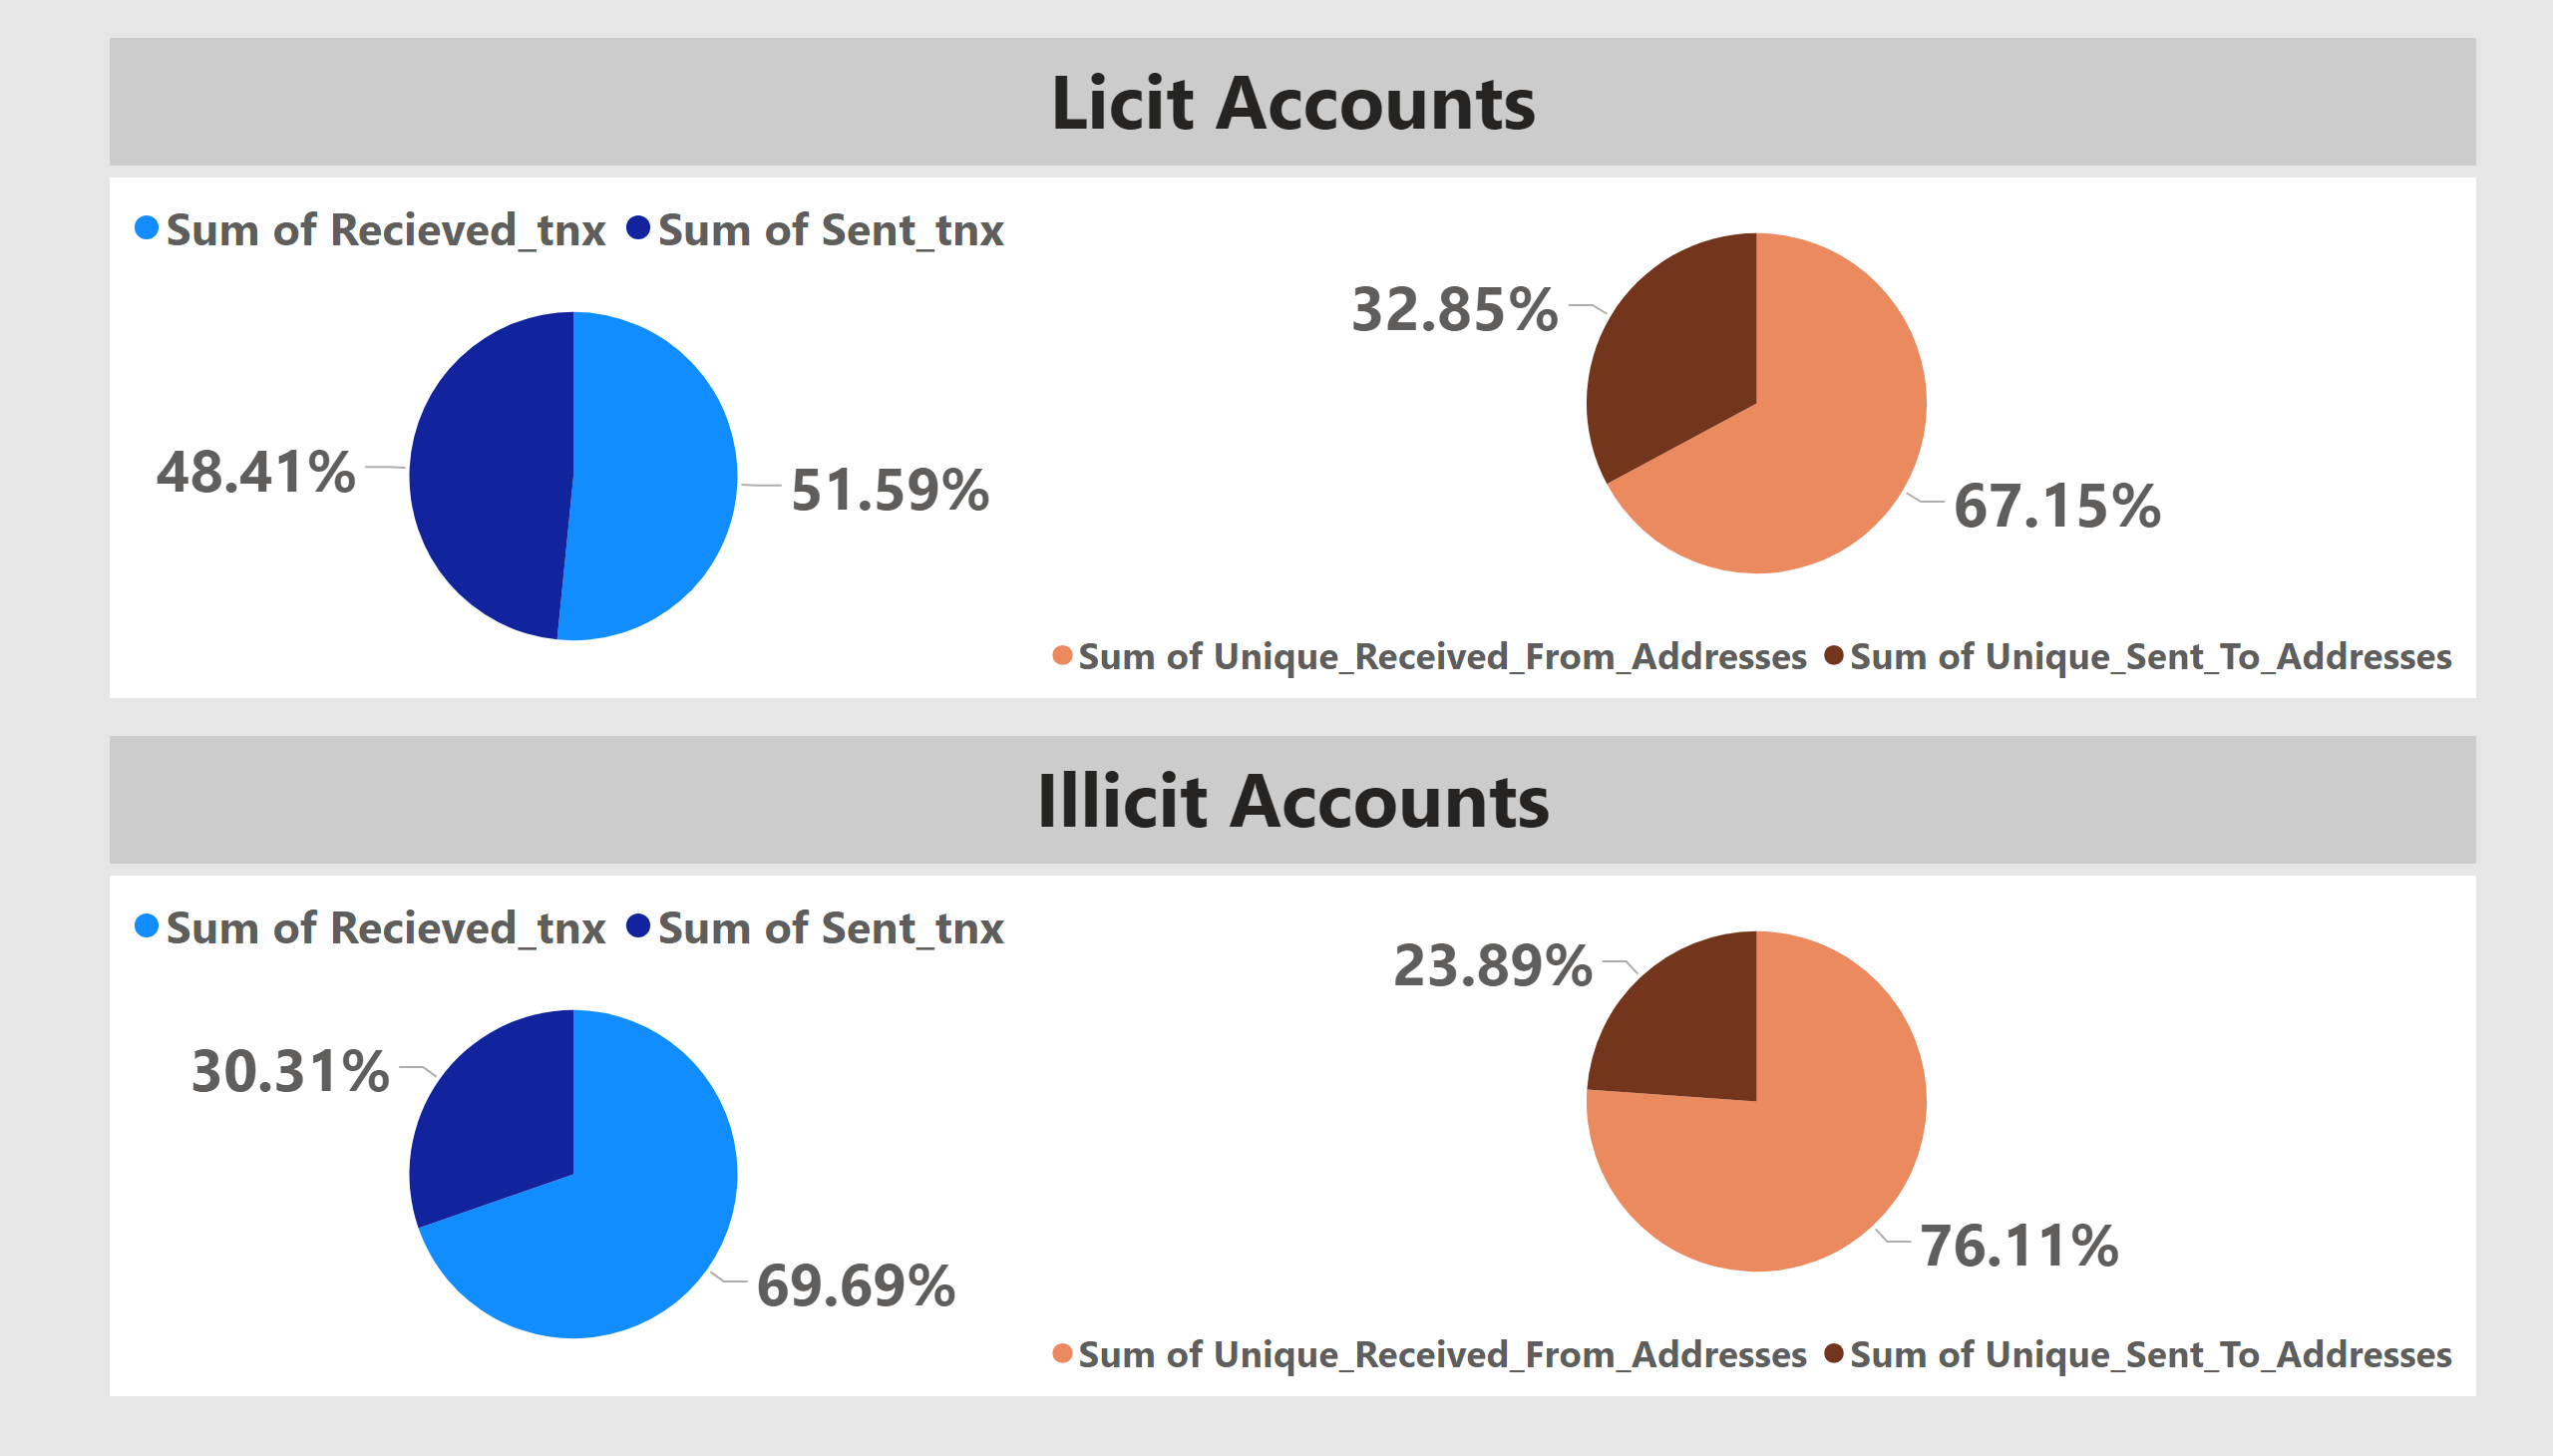 Licit Accounts
Sum of Recieved_tnx Sum of Sent_tnx
48.41%
51.59%
32.85%
67.15%
Sum of Unique_Received_From_Addresses Sum of Unique_Sent_To_Addresses
Illicit Accounts
Sum of Recieved_tnx Sum of Sent_tnx
30.31%
69.69%
23.89%
76.11%
Sum of Unique_Received_From_Addresses Sum of Unique_Sent_To_Addresses